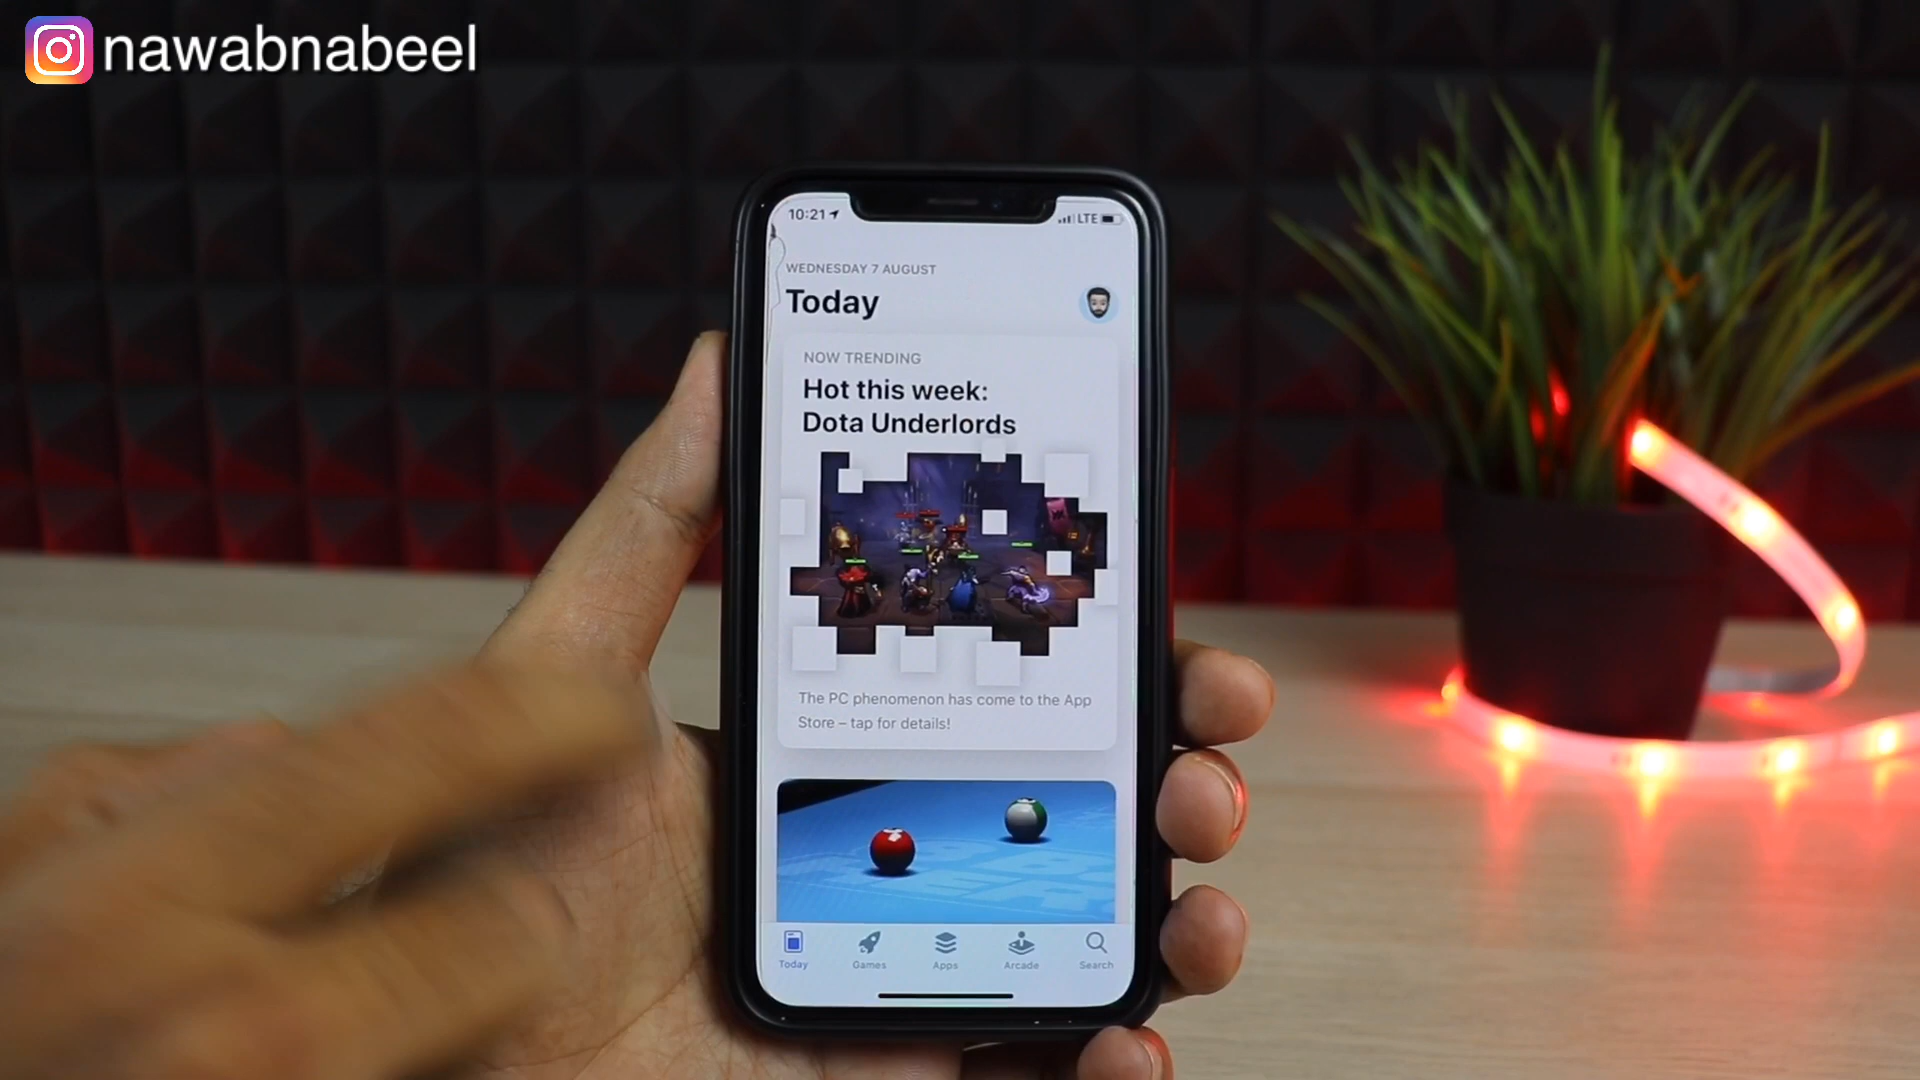 nawabnabeel
10:21
LTE
WEDNESDAY 7 AUGUST
Today
NOW TRENDING
Hot this week:
Dota Underlords
The PC phenomenon has come to the App
Store – tap for details!
Today
Games
Apps
Arcade
Search